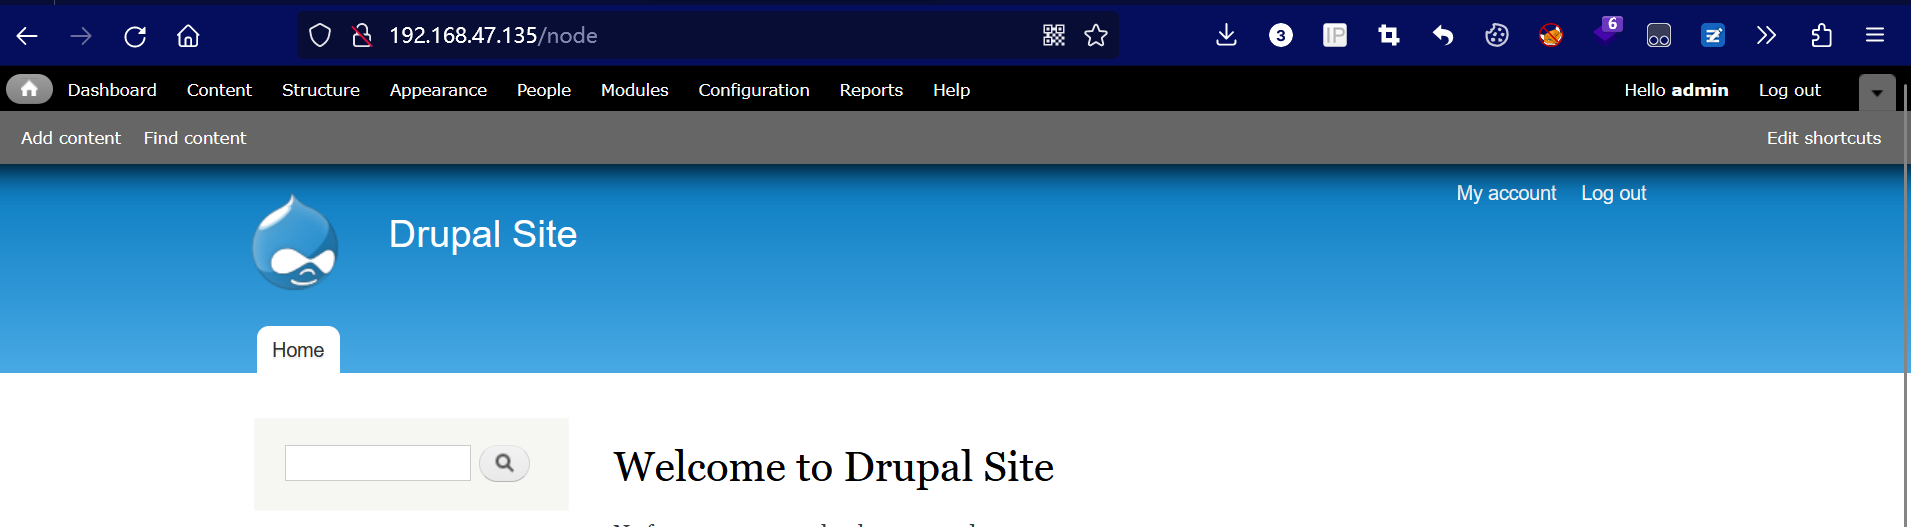 192.168.47.135/node
3
IP
6
Dashboard Content Structure Appearance People Modules Configuration Reports Help Hello admin Log out
Add content Find content Edit shortcuts
My account Log out
Drupal Site
Home
Welcome to Drupal Site